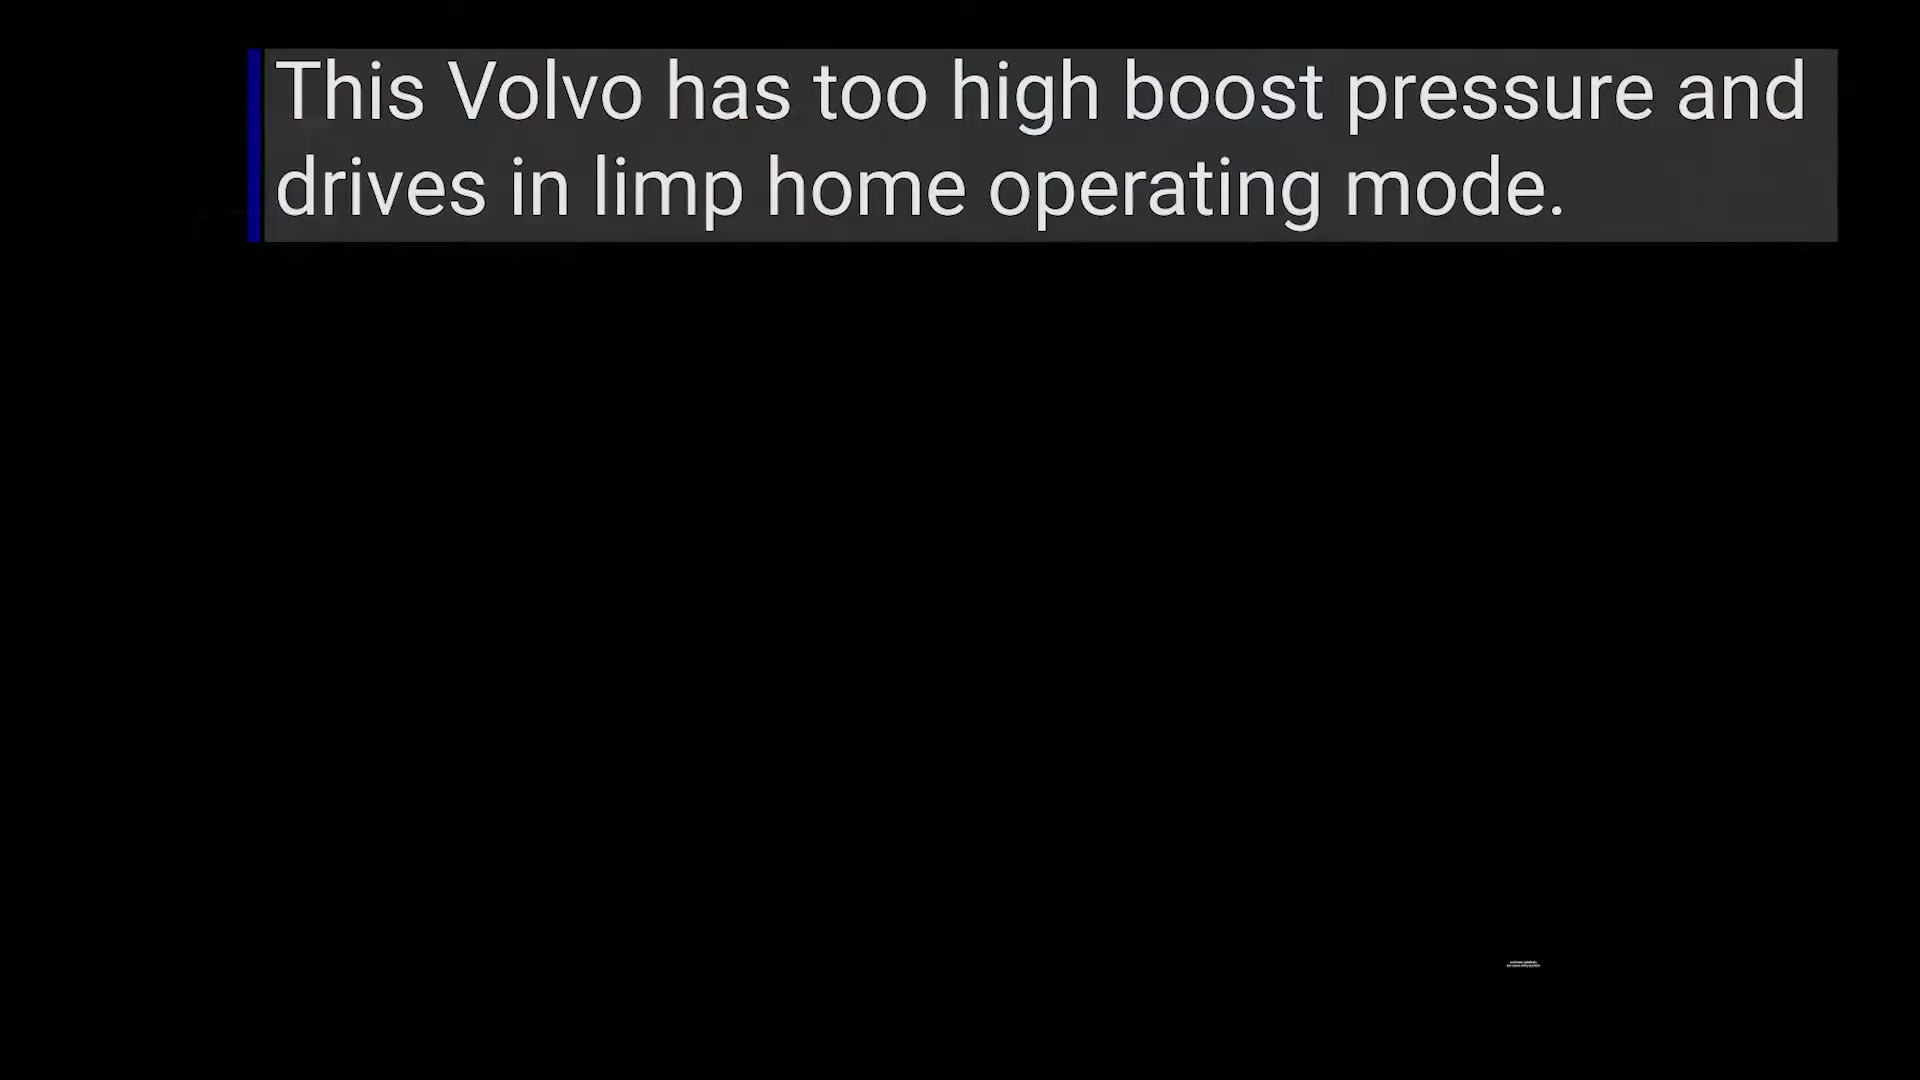 This Volvo has too high boost pressure and
drives in limp home operating mode.